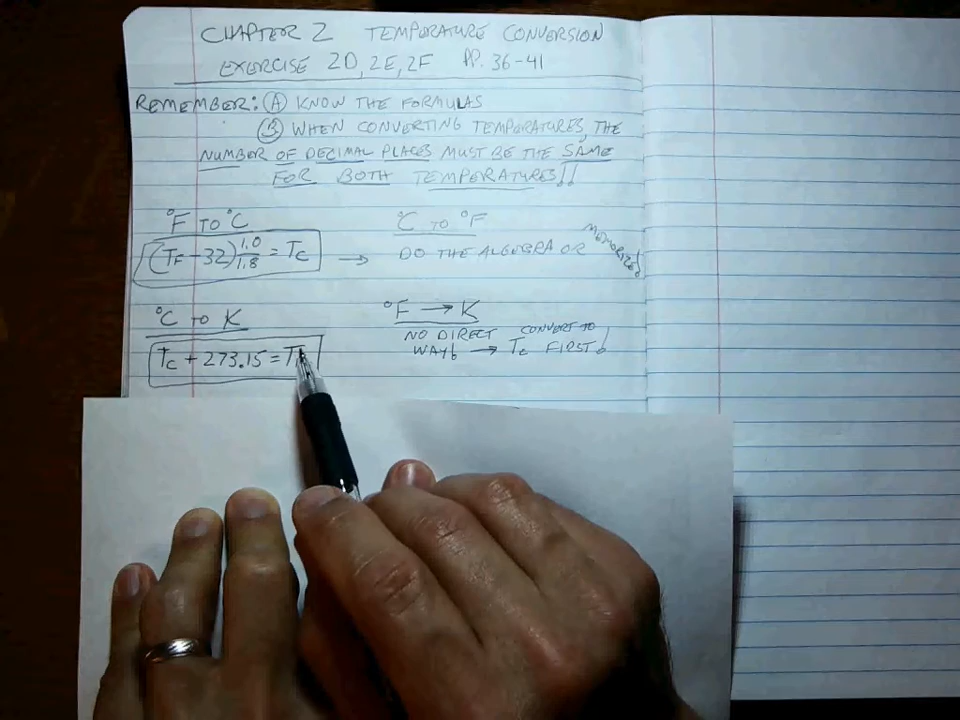 CHAPTER 2 TEMPERATURE CONVERSION
EXERCISE 2D, 2E, 2F PP. 36-41
REMEMBER: (A) KNOW THE FORMULAS
(B) WHEN CONVERTING TEMPERATURES, THE
NUMBER OF DECIMAL PLACES MUST BE THE SAME
FOR BOTH TEMPERATURES!!
°F TO °C
(TF - 32) 1.0/1.8 = TC →
°C TO °F
DO THE ALGEBRA OR MEMORIZE!
°C TO K
TC + 273.15 = T
°F → K
NO DIRECT WAY! → CONVERT TO TC FIRST!